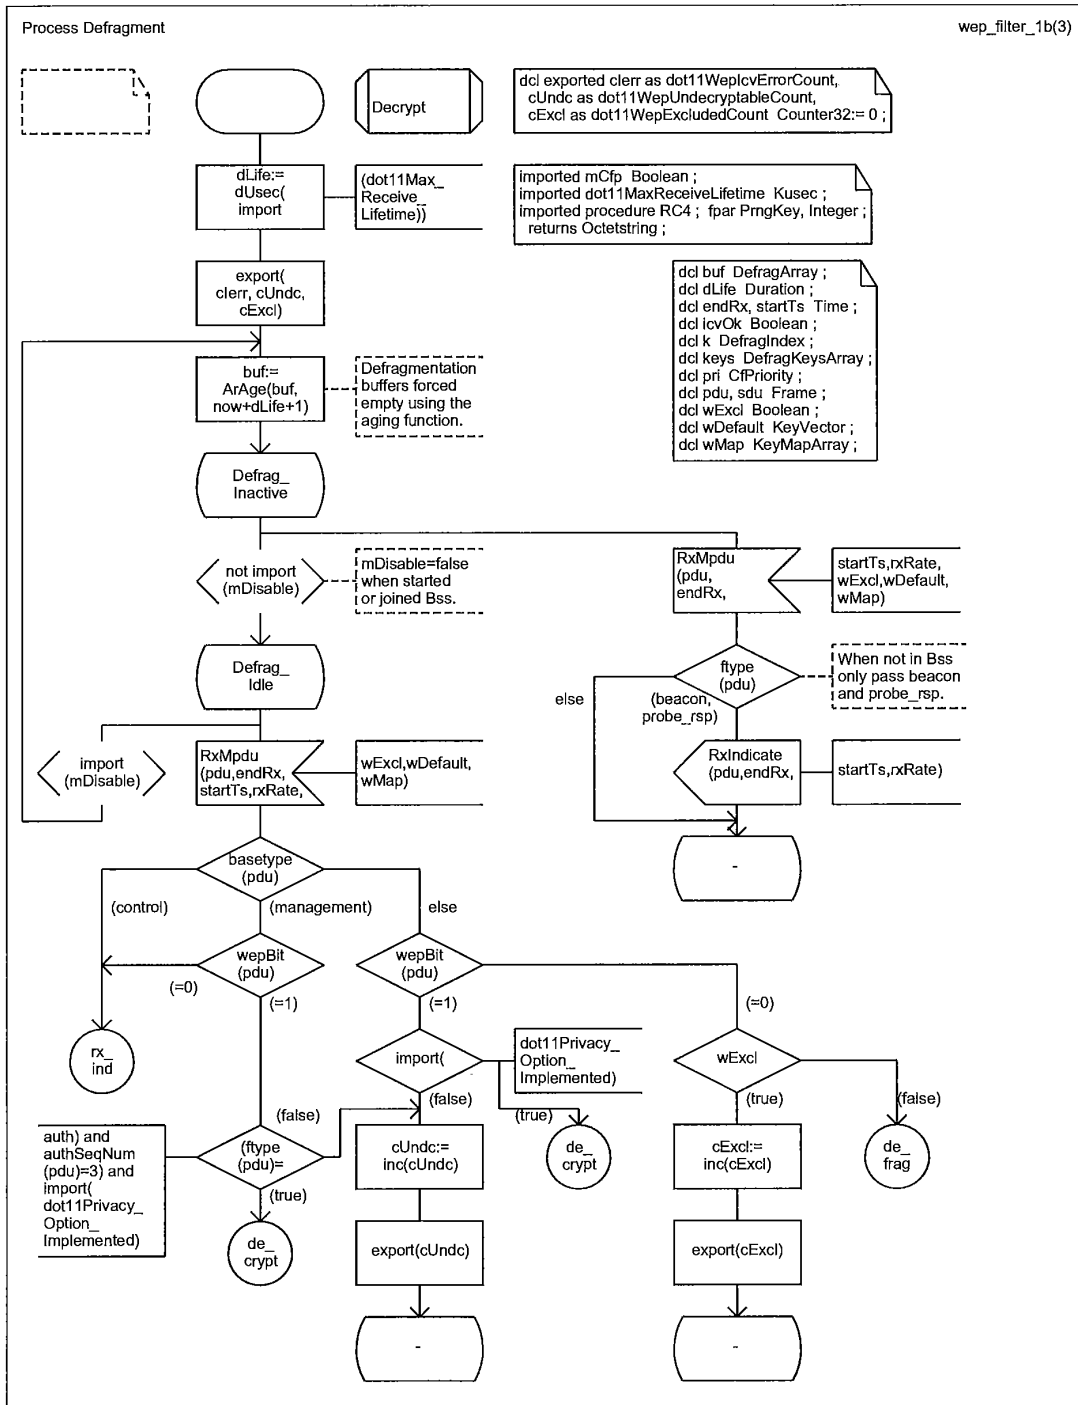 Process Defragment
wep_filter_1b(3)
Decrypt
dcl exported cIerr as dot11WepIcvErrorCount,
cUndc as dot11WepUndecryptableCount,
cExcl as dot11WepExcludedCount Counter32:= 0 ;
dLife:=
dUsec(
import
(dot11Max_
Receive_
Lifetime))
imported mCfp Boolean ;
imported dot11MaxReceiveLifetime Kusec ;
imported procedure RC4 ; fpar PrngKey, Integer ;
returns Octetstring ;
export(
cIerr, cUndc,
cExcl)
dcl buf DefragArray ;
dcl dLife Duration ;
dcl endRx, startTs Time ;
dcl icvOk Boolean ;
dcl k DefragIndex ;
dcl keys DefragKeysArray ;
dcl pri CfPriority ;
dcl pdu, sdu Frame ;
dcl wExcl Boolean ;
dcl wDefault KeyVector ;
dcl wMap KeyMapArray ;
buf:=
ArAge(buf,
now+dLife+1)
Defragmentation
buffers forced
empty using the
aging function.
Defrag_
Inactive
not import
(mDisable)
mDisable=false
when started
or joined Bss.
RxMpdu
(pdu,
endRx,
startTs,rxRate,
wExcl,wDefault,
wMap)
Defrag_
Idle
ftype
(pdu)
When not in Bss
only pass beacon
and probe_rsp.
else
(beacon,
probe_rsp)
import
(mDisable)
RxMpdu
(pdu,endRx,
startTs,rxRate,
wExcl,wDefault,
wMap)
RxIndicate
(pdu,endRx,
startTs,rxRate)
-
basetype
(pdu)
(control)
(management)
else
wepBit
(pdu)
wepBit
(pdu)
(=0)
(=1)
(=1)
(=0)
rx_
ind
import(
dot11Privacy_
Option_
Implemented)
wExcl
(false)
(false)
(true)
(true)
(false)
auth) and
authSeqNum
(pdu)=3) and
import(
dot11Privacy_
Option_
Implemented)
(ftype
(pdu)=
(true)
cUndc:=
inc(cUndc)
de_
crypt
cExcl:=
inc(cExcl)
de_
frag
de_
crypt
export(cUndc)
export(cExcl)
-
-